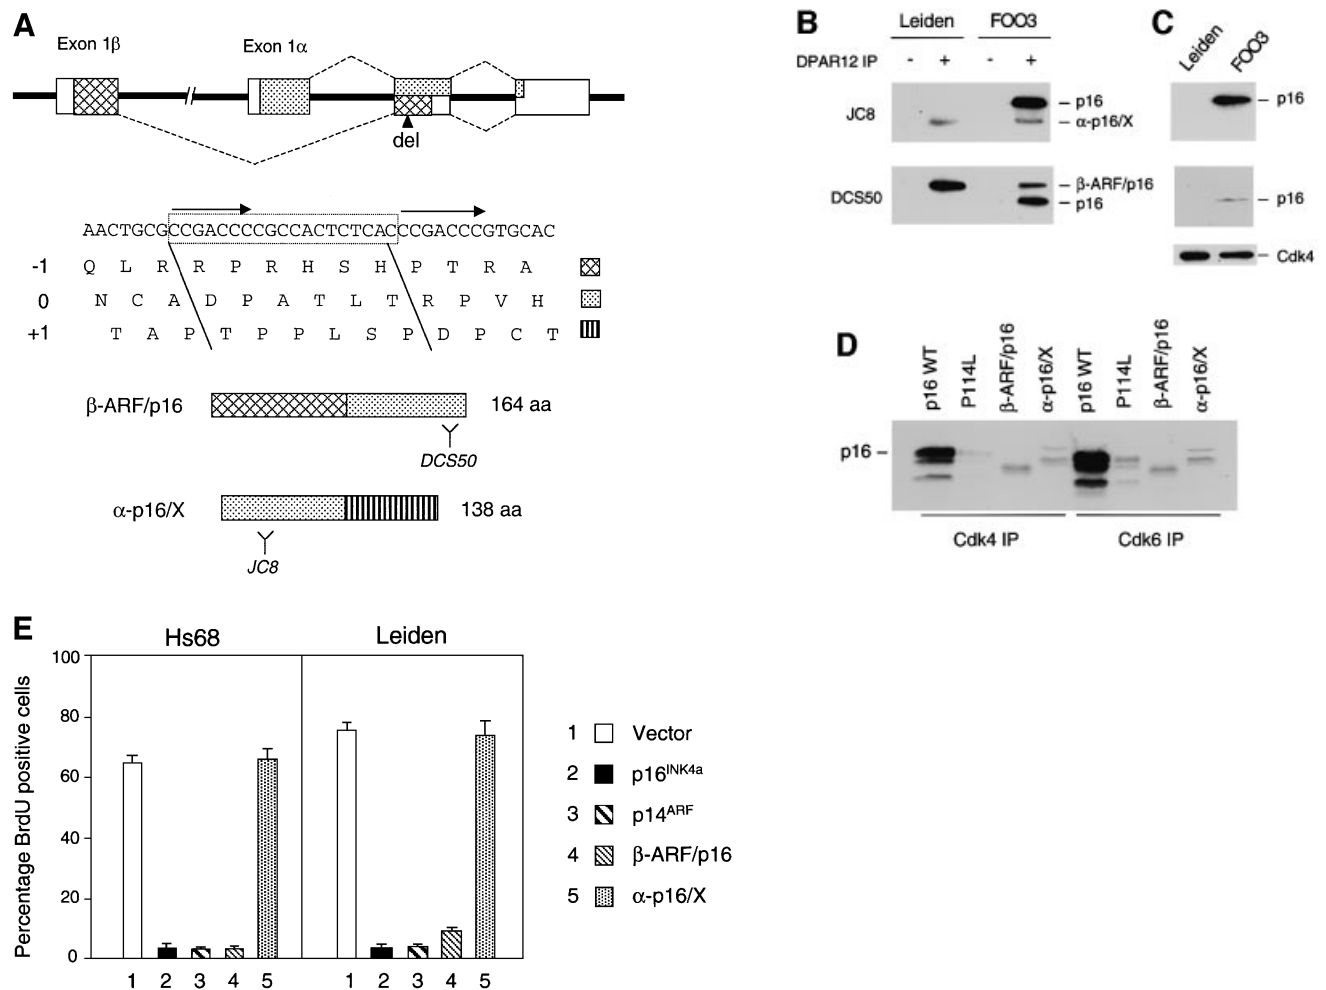 A
Exon 1β
Exon 1α
del
AACTGCGCCGACCCCGCCACTCTCACCCGACCCGTGCAC
-1 Q L R R P R H S H P T R A
0 N C A D P A T L T R P V H
+1 T A P T P P L S P D P C T
β-ARF/p16 164 aa
DCS50
α-p16/X 138 aa
JC8
B
Leiden FOO3
DPAR12 IP - + - +
JC8
p16
α-p16/X
DCS50
β-ARF/p16
p16
C
Leiden
FOO3
p16
p16
Cdk4
D
p16 WT
P114L
β-ARF/p16
α-p16/X
p16 WT
P114L
β-ARF/p16
α-p16/X
p16
Cdk4 IP Cdk6 IP
E
Hs68 Leiden
Percentage BrdU positive cells
100
80
60
40
20
0
1 2 3 4 5 1 2 3 4 5
1 Vector
2 p16INK4a
3 p14ARF
4 β-ARF/p16
5 α-p16/X